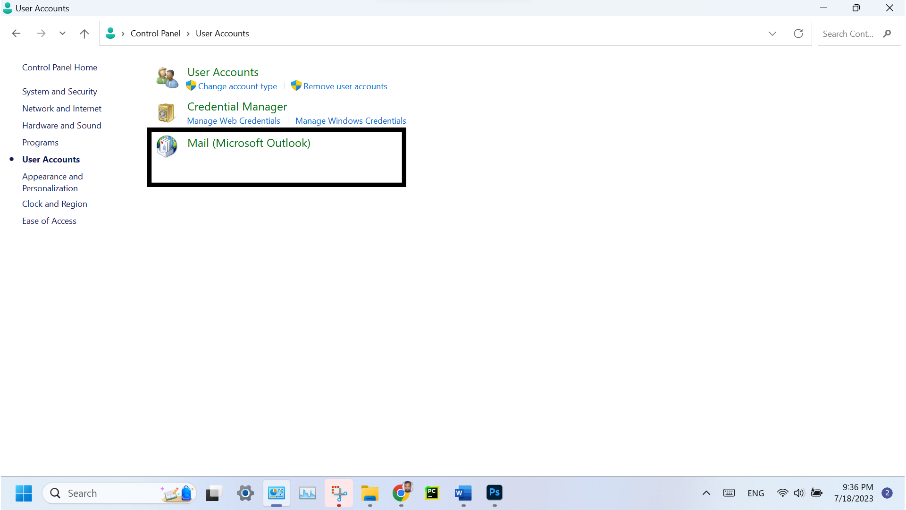 User Accounts
Control Panel › User Accounts
Search Cont...
Control Panel Home
System and Security
Network and Internet
Hardware and Sound
Programs
User Accounts
Appearance and
Personalization
Clock and Region
Ease of Access
User Accounts
Change account type
Remove user accounts
Credential Manager
Manage Web Credentials
Manage Windows Credentials
Mail (Microsoft Outlook)
Search
PC
W
Ps
ENG
9:36 PM
7/18/2023
2